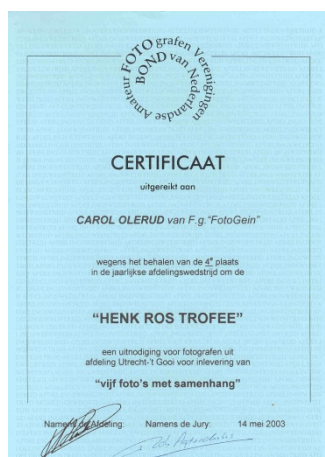 FOTO grafen Verenigingen
BOND van Nederlandse Amateur
CERTIFICAAT
uitgereikt aan
CAROL OLERUD van F.g."FotoGein"
wegens het behalen van de 4e plaats
in de jaarlijkse afdelingswedstrijd om de
"HENK ROS TROFEE"
een uitnodiging voor fotografen uit
afdeling Utrecht-'t Gooi voor inlevering van
"vijf foto's met samenhang"
Namens de Afdeling: Namens de Jury: 14 mei 2003